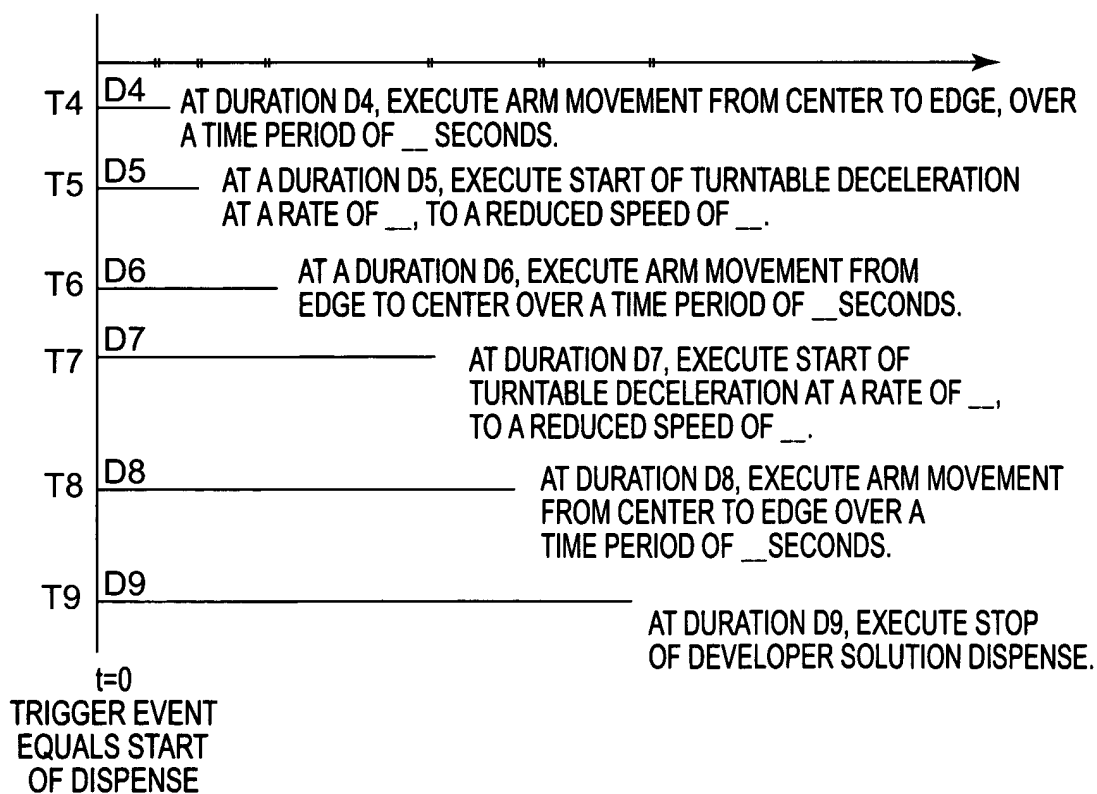 T4 D4 AT DURATION D4, EXECUTE ARM MOVEMENT FROM CENTER TO EDGE, OVER
A TIME PERIOD OF __ SECONDS.
T5 D5 AT A DURATION D5, EXECUTE START OF TURNTABLE DECELERATION
AT A RATE OF __, TO A REDUCED SPEED OF __.
T6 D6 AT A DURATION D6, EXECUTE ARM MOVEMENT FROM
EDGE TO CENTER OVER A TIME PERIOD OF __SECONDS.
T7 D7 AT DURATION D7, EXECUTE START OF
TURNTABLE DECELERATION AT A RATE OF __,
TO A REDUCED SPEED OF __.
T8 D8 AT DURATION D8, EXECUTE ARM MOVEMENT
FROM CENTER TO EDGE OVER A
TIME PERIOD OF __SECONDS.
T9 D9
AT DURATION D9, EXECUTE STOP
OF DEVELOPER SOLUTION DISPENSE.
t=0
TRIGGER EVENT
EQUALS START
OF DISPENSE